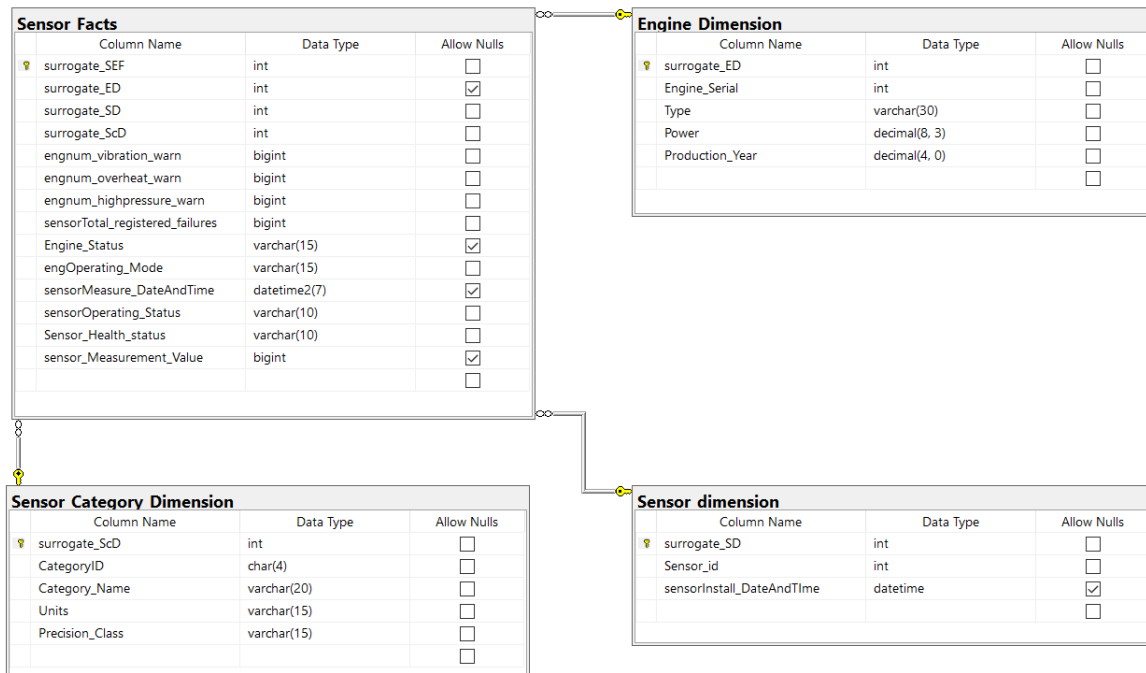 Sensor Facts
Column Name Data Type Allow Nulls
surrogate_SEF int
surrogate_ED int
surrogate_SD int
surrogate_ScD int
engnum_vibration_warn bigint
engnum_overheat_warn bigint
engnum_highpressure_warn bigint
sensorTotal_registered_failures bigint
Engine_Status varchar(15)
engOperating_Mode varchar(15)
sensorMeasure_DateAndTime datetime2(7)
sensorOperating_Status varchar(10)
Sensor_Health_status varchar(10)
sensor_Measurement_Value bigint
Engine Dimension
Column Name Data Type Allow Nulls
surrogate_ED int
Engine_Serial int
Type varchar(30)
Power decimal(8, 3)
Production_Year decimal(4, 0)
Sensor Category Dimension
Column Name Data Type Allow Nulls
surrogate_ScD int
CategoryID char(4)
Category_Name varchar(20)
Units varchar(15)
Precision_Class varchar(15)
Sensor dimension
Column Name Data Type Allow Nulls
surrogate_SD int
Sensor_id int
sensorInstall_DateAndTIme datetime